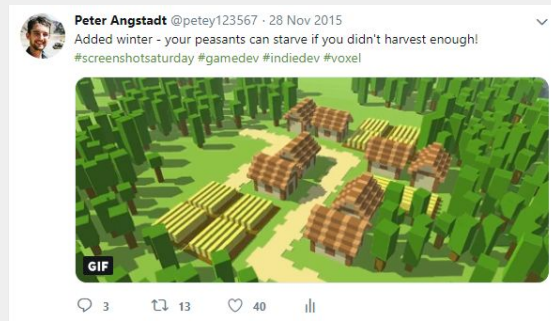 Peter Angstadt @petey123567 · 28 Nov 2015
Added winter - your peasants can starve if you didn't harvest enough!
#screenshotsaturday #gamedev #indiedev #voxel
GIF
3 13 40